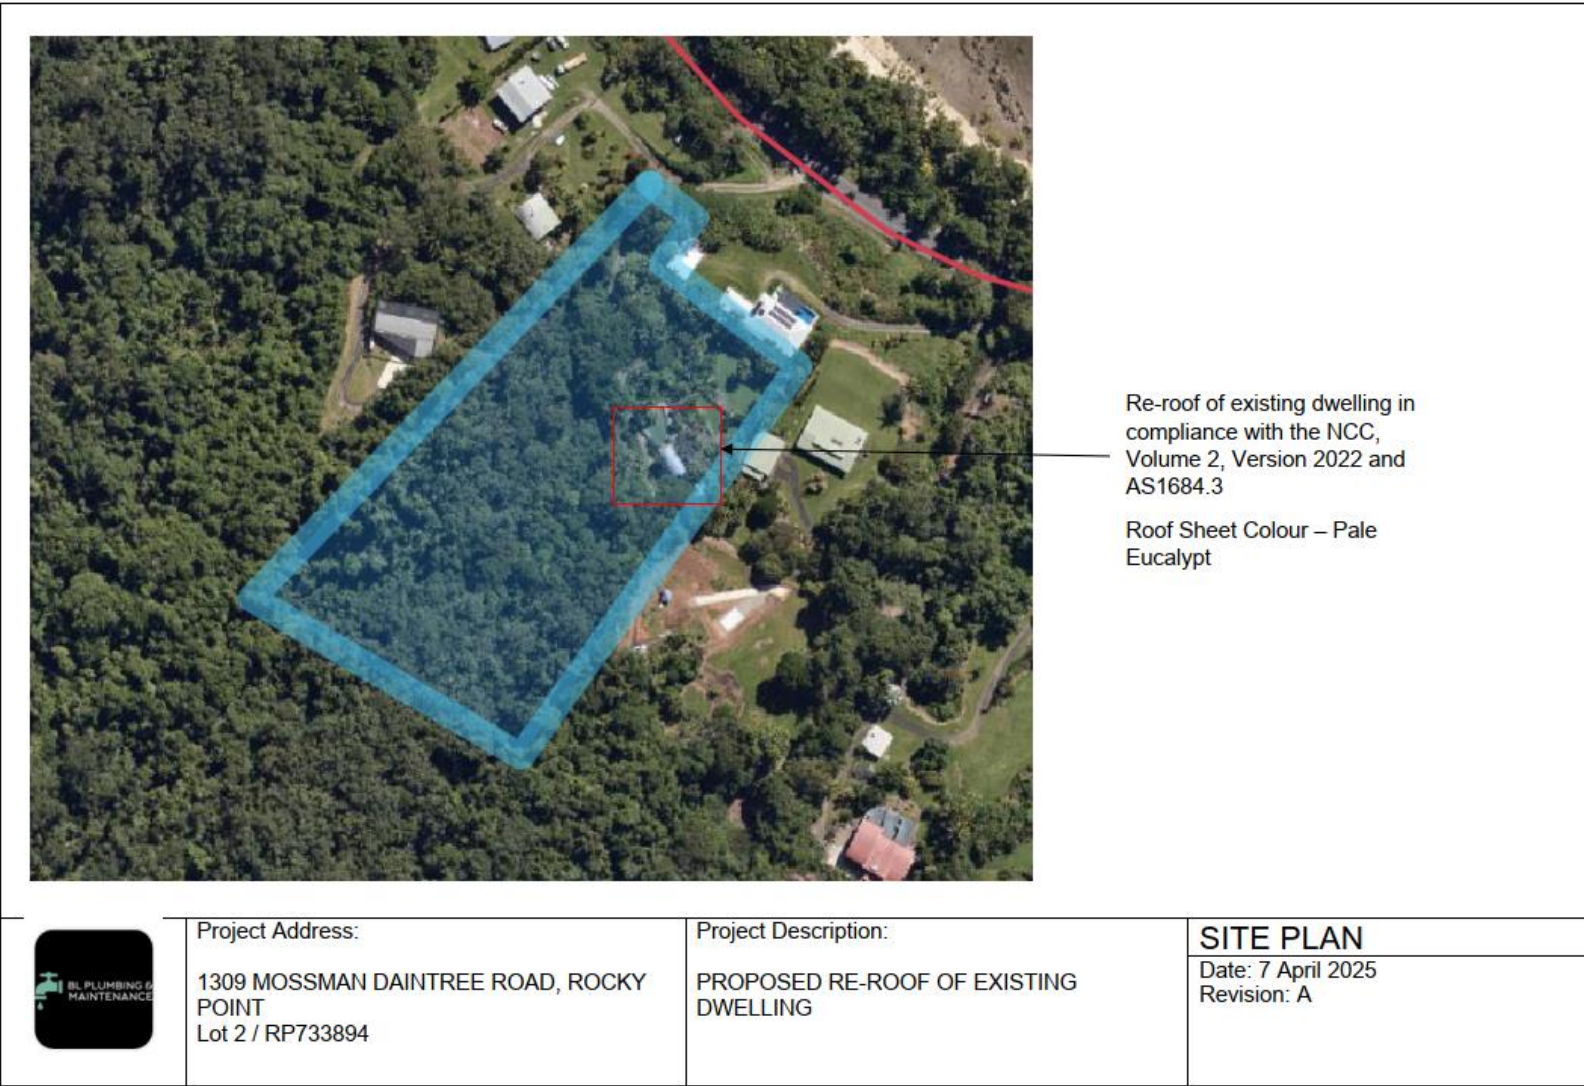 Re-roof of existing dwelling in
compliance with the NCC,
Volume 2, Version 2022 and
AS1684.3
Roof Sheet Colour – Pale
Eucalypt
BL PLUMBING &
MAINTENANCE
Project Address:
1309 MOSSMAN DAINTREE ROAD, ROCKY
POINT
Lot 2 / RP733894
Project Description:
PROPOSED RE-ROOF OF EXISTING
DWELLING
SITE PLAN
Date: 7 April 2025
Revision: A